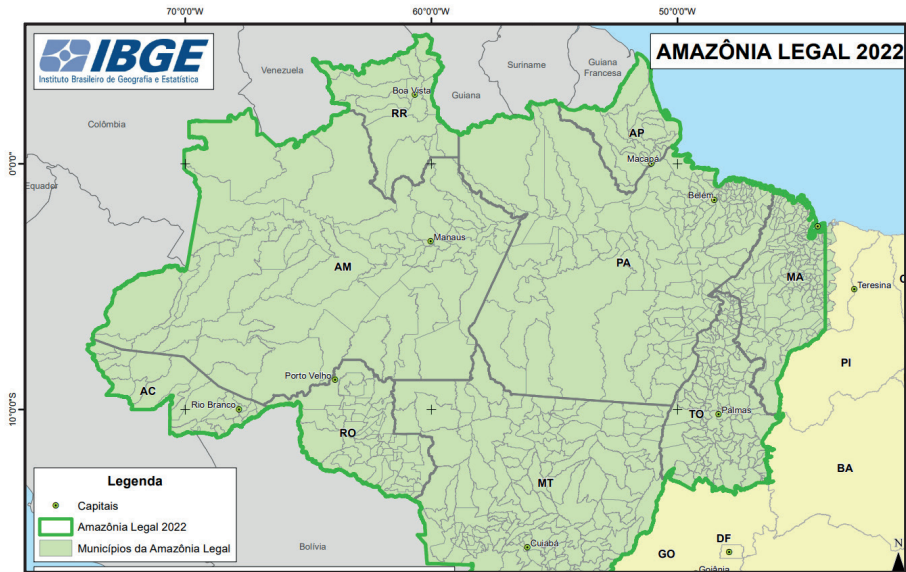 70°0'0"W
60°0'0"W
50°0'0"W
IBGE
Instituto Brasileiro de Geografia e Estatística
AMAZÔNIA LEGAL 2022
Venezuela
Suriname
Guiana
Francesa
Guiana
Boa Vista
RR
Colômbia
AP
Macapá
0°0'0"
Equador
Belém
Manaus
AM
PA
MA
Teresina
PI
AC
Porto Velho
Rio Branco
10°0'0"S
RO
TO
Palmas
BA
MT
Legenda
Capitais
Amazônia Legal 2022
Municípios da Amazônia Legal
Bolívia
Cuiabá
GO
DF
Goiânia
N